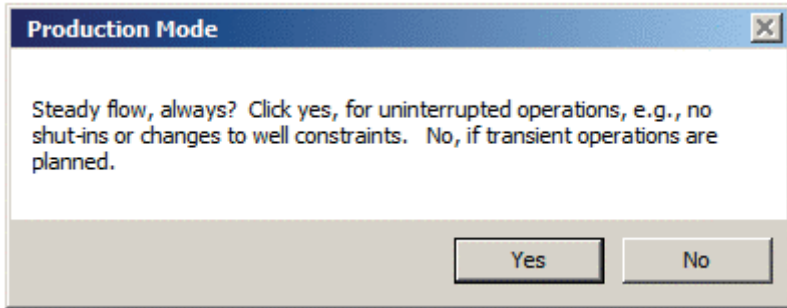 Production Mode
Steady flow, always?  Click yes, for uninterrupted operations, e.g., no
shut-ins or changes to well constraints.   No, if transient operations are
planned.
Yes
No